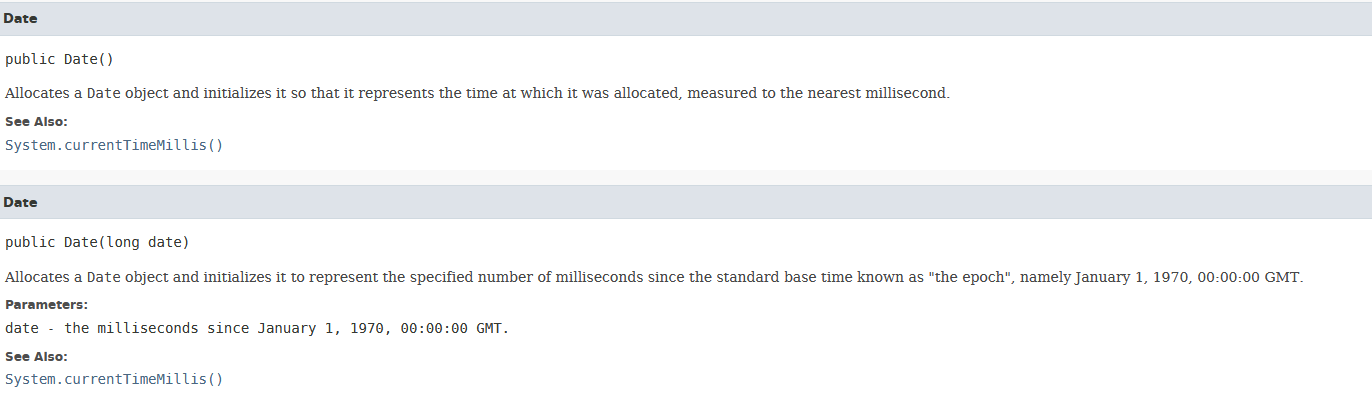 Date
public Date()
Allocates a Date object and initializes it so that it represents the time at which it was allocated, measured to the nearest millisecond.
See Also:
System.currentTimeMillis()
Date
public Date(long date)
Allocates a Date object and initializes it to represent the specified number of milliseconds since the standard base time known as "the epoch", namely January 1, 1970, 00:00:00 GMT.
Parameters:
date - the milliseconds since January 1, 1970, 00:00:00 GMT.
See Also:
System.currentTimeMillis()